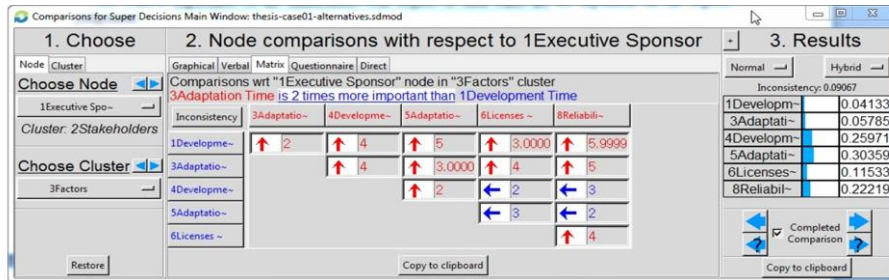 Comparisons for Super Decisions Main Window: thesis-case01-alternatives.sdmod
1. Choose
2. Node comparisons with respect to 1Executive Sponsor
+ 3. Results
Node Cluster
Graphical Verbal Matrix Questionnaire Direct
Normal Hybrid
Choose Node
1Executive Spo~
Cluster: 2Stakeholders
Choose Cluster
3Factors
Restore
Comparisons wrt "1Executive Sponsor" node in "3Factors" cluster
3Adaptation Time is 2 times more important than 1Development Time
Inconsistency 3Adaptatio~ 4Developme~ 5Adaptatio~ 6Licenses ~ 8Reliabili~
1Developme~ 2 4 5 3.0000 5.9999
3Adaptatio~ 4 3.0000 4 5
4Developme~ 2 2 3
5Adaptatio~ 3 2
6Licenses ~ 4
Copy to clipboard
Inconsistency: 0.09067
1Developm~ 0.04133
3Adaptati~ 0.05785
4Developm~ 0.25971
5Adaptati~ 0.30359
6Licenses~ 0.11533
8Reliabil~ 0.22219
Completed
Comparison
? ?
Copy to clipboard